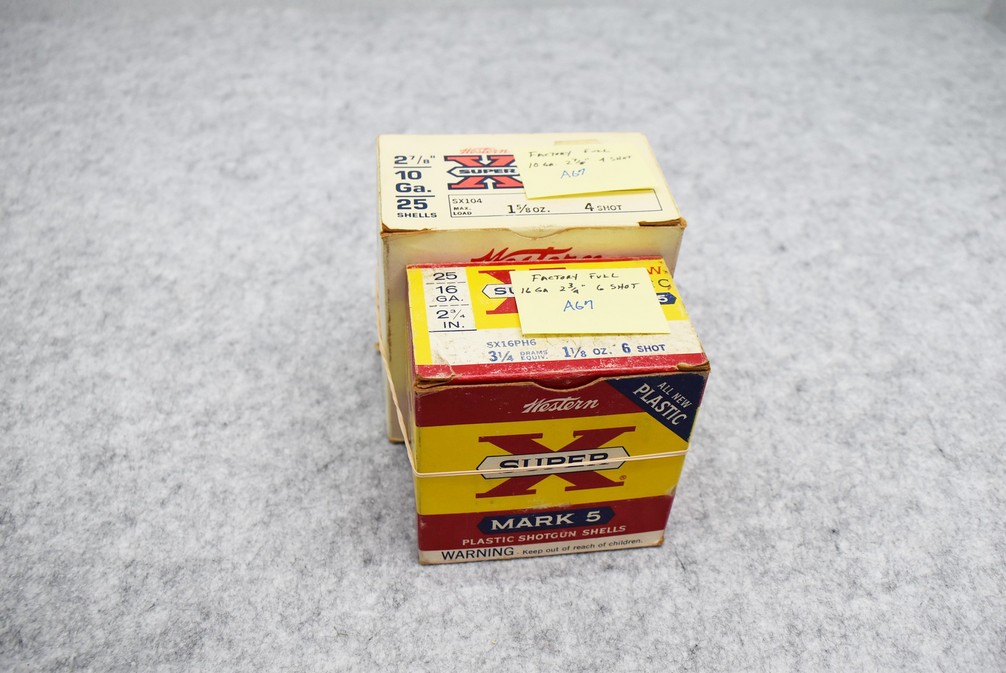 2 7/8"
10
Ga.
25
SHELLS
Western
X
SUPER
SX104
MAX.
LOAD
1 5/8 OZ.
4 SHOT
FACTORY FULL
10 GA 2 7/8" 4 SHOT
A67
Western
25
16
GA.
2 3/4
IN.
FACTORY FULL
16 GA 2 3/4" 6 SHOT
A67
SX16PH6
3 1/4 DRAMS EQUIV. 1 1/8 OZ. 6 SHOT
Western
ALL NEW
PLASTIC
X
SUPER
®
MARK 5
PLASTIC SHOTGUN SHELLS
WARNING - Keep out of reach of children.